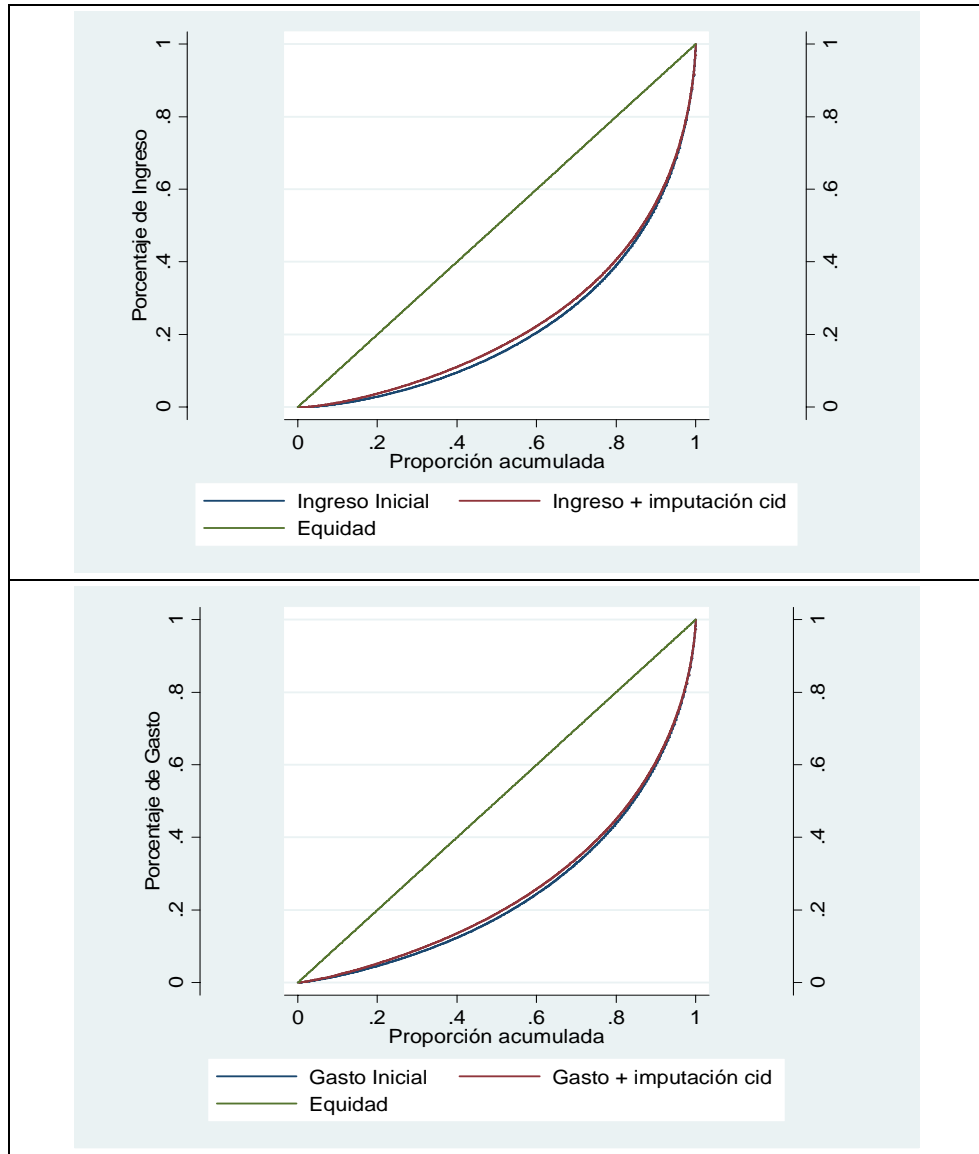 Porcentaje de Ingreso
1
.8
.6
.4
.2
0
1
.8
.6
.4
.2
0
0 .2 .4 .6 .8 1
Proporción acumulada
Ingreso Inicial Ingreso + imputación cid
Equidad
Porcentaje de Gasto
1
.8
.6
.4
.2
0
1
.8
.6
.4
.2
0
0 .2 .4 .6 .8 1
Proporción acumulada
Gasto Inicial Gasto + imputación cid
Equidad